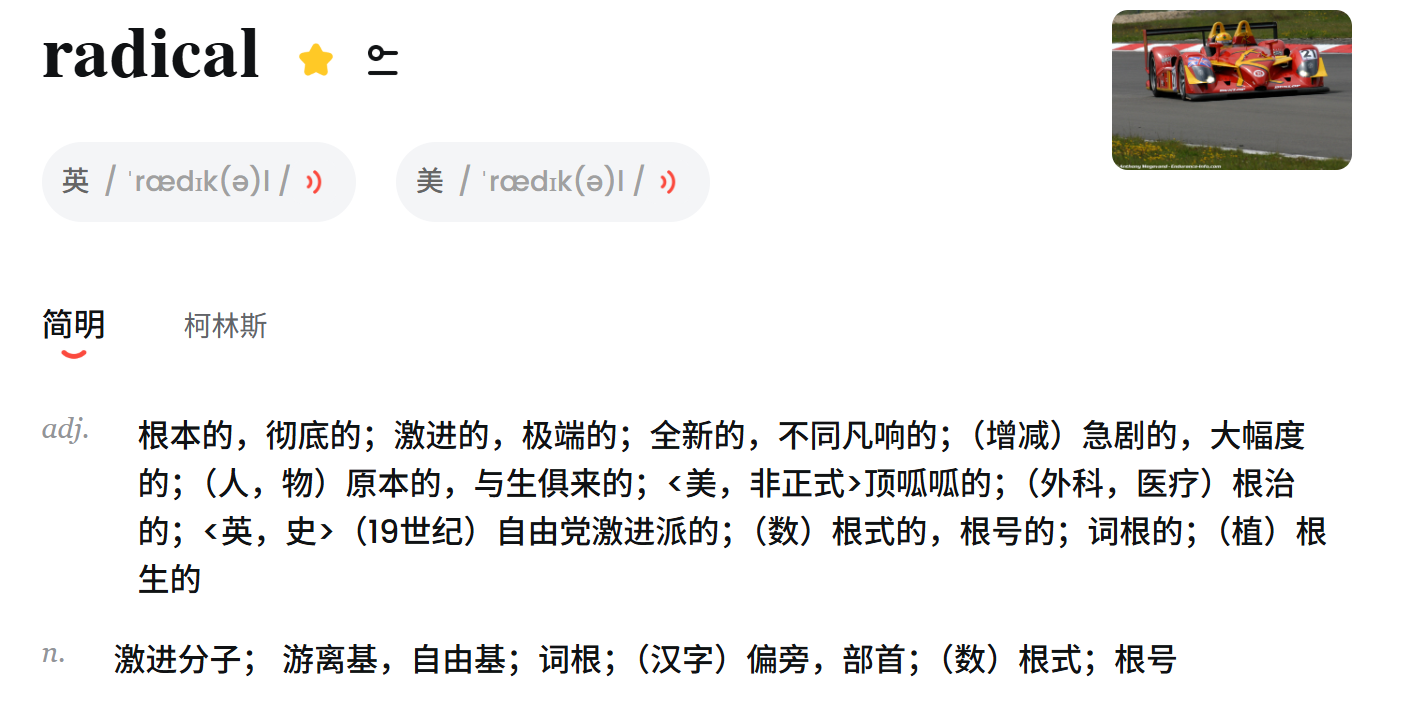 radical
英 / ˈrædɪk(ə)l /
美 / ˈrædɪk(ə)l /
简明
柯林斯
adj. 根本的，彻底的；激进的，极端的；全新的，不同凡响的；（增减）急剧的，大幅度
的；（人，物）原本的，与生俱来的；<美，非正式>顶呱呱的；（外科，医疗）根治
的；<英，史>（19世纪）自由党激进派的；（数）根式的，根号的；词根的；（植）根
生的
n. 激进分子； 游离基，自由基；词根；（汉字）偏旁，部首；（数）根式；根号
21